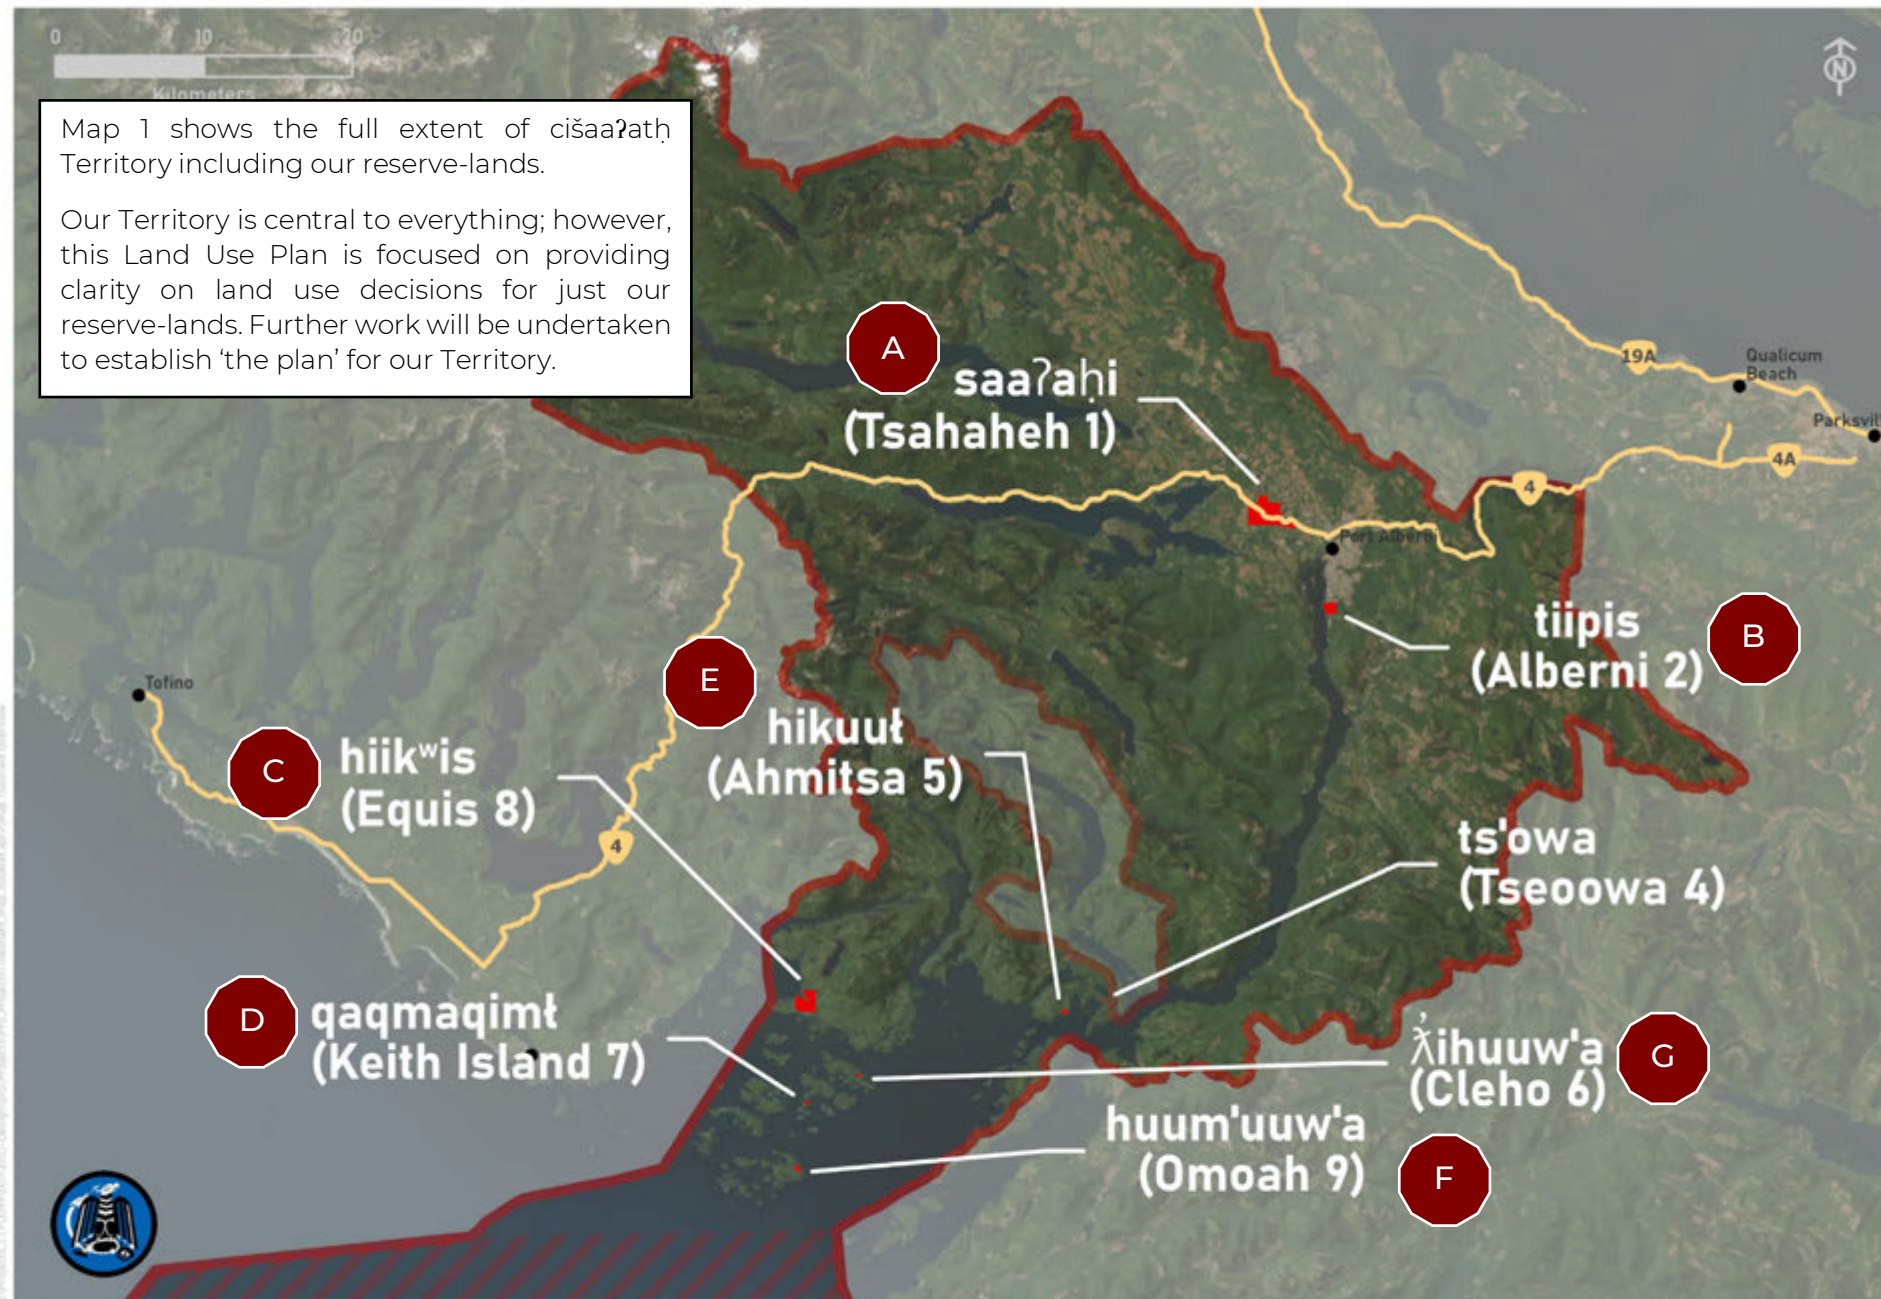 0 10 20
Kilometers
Map 1 shows the full extent of cišaaʔatḥ
Territory including our reserve-lands.
Our Territory is central to everything; however,
this Land Use Plan is focused on providing
clarity on land use decisions for just our
reserve-lands. Further work will be undertaken
to establish ‘the plan’ for our Territory.
N
A
saaʔaḥi
(Tsahaheh 1)
19A
Qualicum
Beach
Parksvil
4A
4
Port Alberni
tiipis
(Alberni 2)
B
Tofino
E
hikuuł
(Ahmitsa 5)
C
hiikʷis
(Equis 8)
4
ts'owa
(Tseoowa 4)
D
qaqmaqimł
(Keith Island 7)
ƛ̓ihuuw'a
(Cleho 6)
G
huum'uuw'a
(Omoah 9)
F